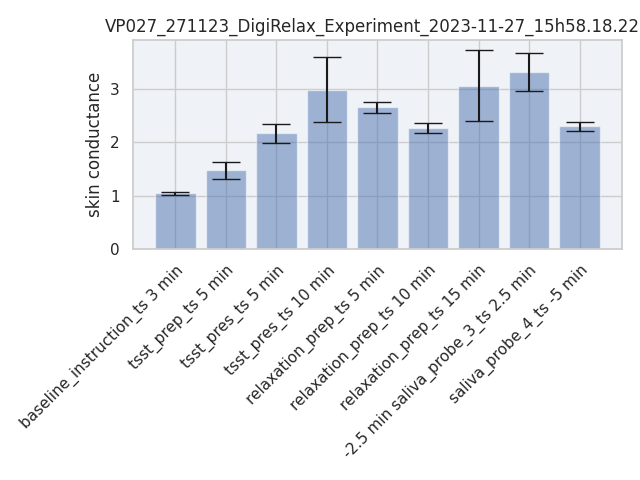 VP027_271123_DigiRelax_Experiment_2023-11-27_15h58.18.22
skin conductance
3
2
1
0
baseline_instruction_ts 3 min
tsst_prep_ts 5 min
tsst_pres_ts 5 min
tsst_pres_ts 10 min
relaxation_prep_ts 5 min
relaxation_prep_ts 10 min
relaxation_prep_ts 15 min
-2.5 min saliva_probe_3_ts 2.5 min
saliva_probe_4_ts -5 min